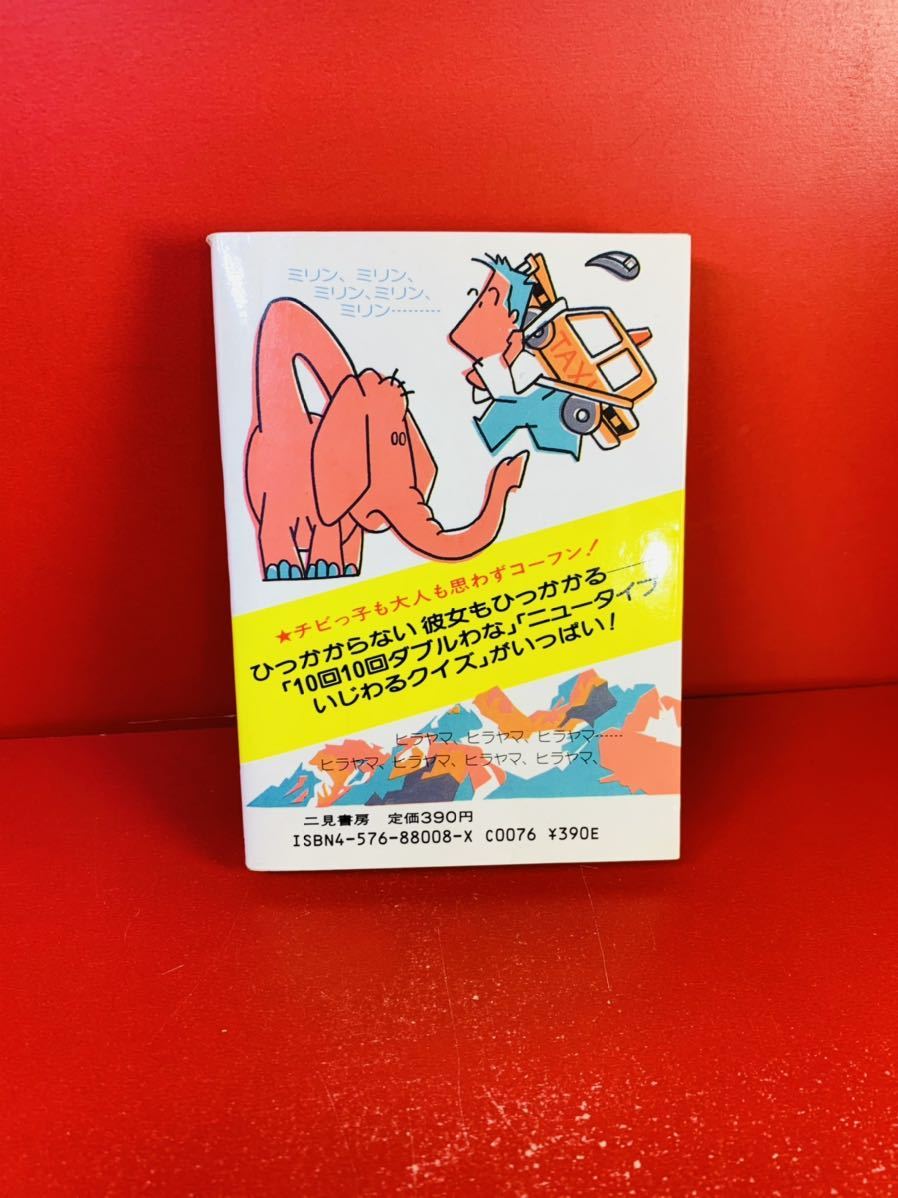 ミリン、ミリン、
ミリン、ミリン、
ミリン………
TAXI
★チビっ子も大人も思わずコーフン!
ひっかからない彼女もひっかかる──
「10回10回ダブルわな」「ニュータイプ
いじわるクイズ」がいっぱい!
ヒラヤマ、ヒラヤマ、ヒラヤマ……
ヒラヤマ、ヒラヤマ、ヒラヤマ、ヒラヤマ、
二見書房 定価390円
ISBN4-576-88008-X C0076 ¥390E